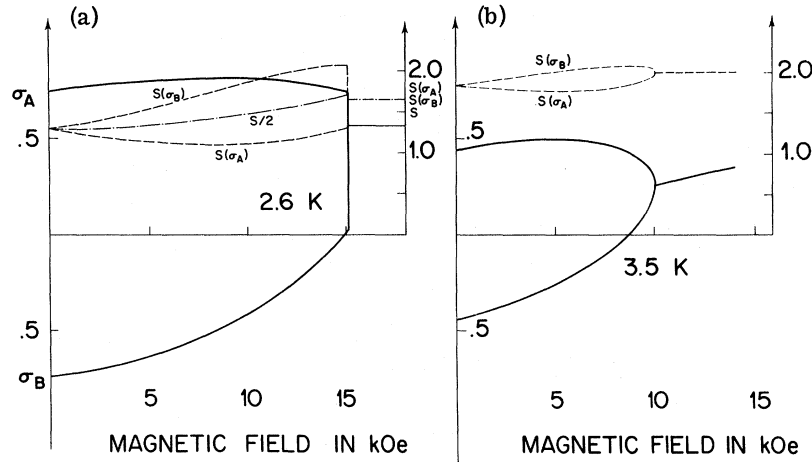 (a)
σA
.5
S(σB)
S/2
S(σA)
2.6 K
2.0
S(σA)
S(σB)
S
1.0
.5
σB
5
10
15
MAGNETIC FIELD IN kOe
(b)
S(σB)
S(σA)
.5
2.0
1.0
3.5 K
.5
5
10
15
MAGNETIC FIELD IN kOe